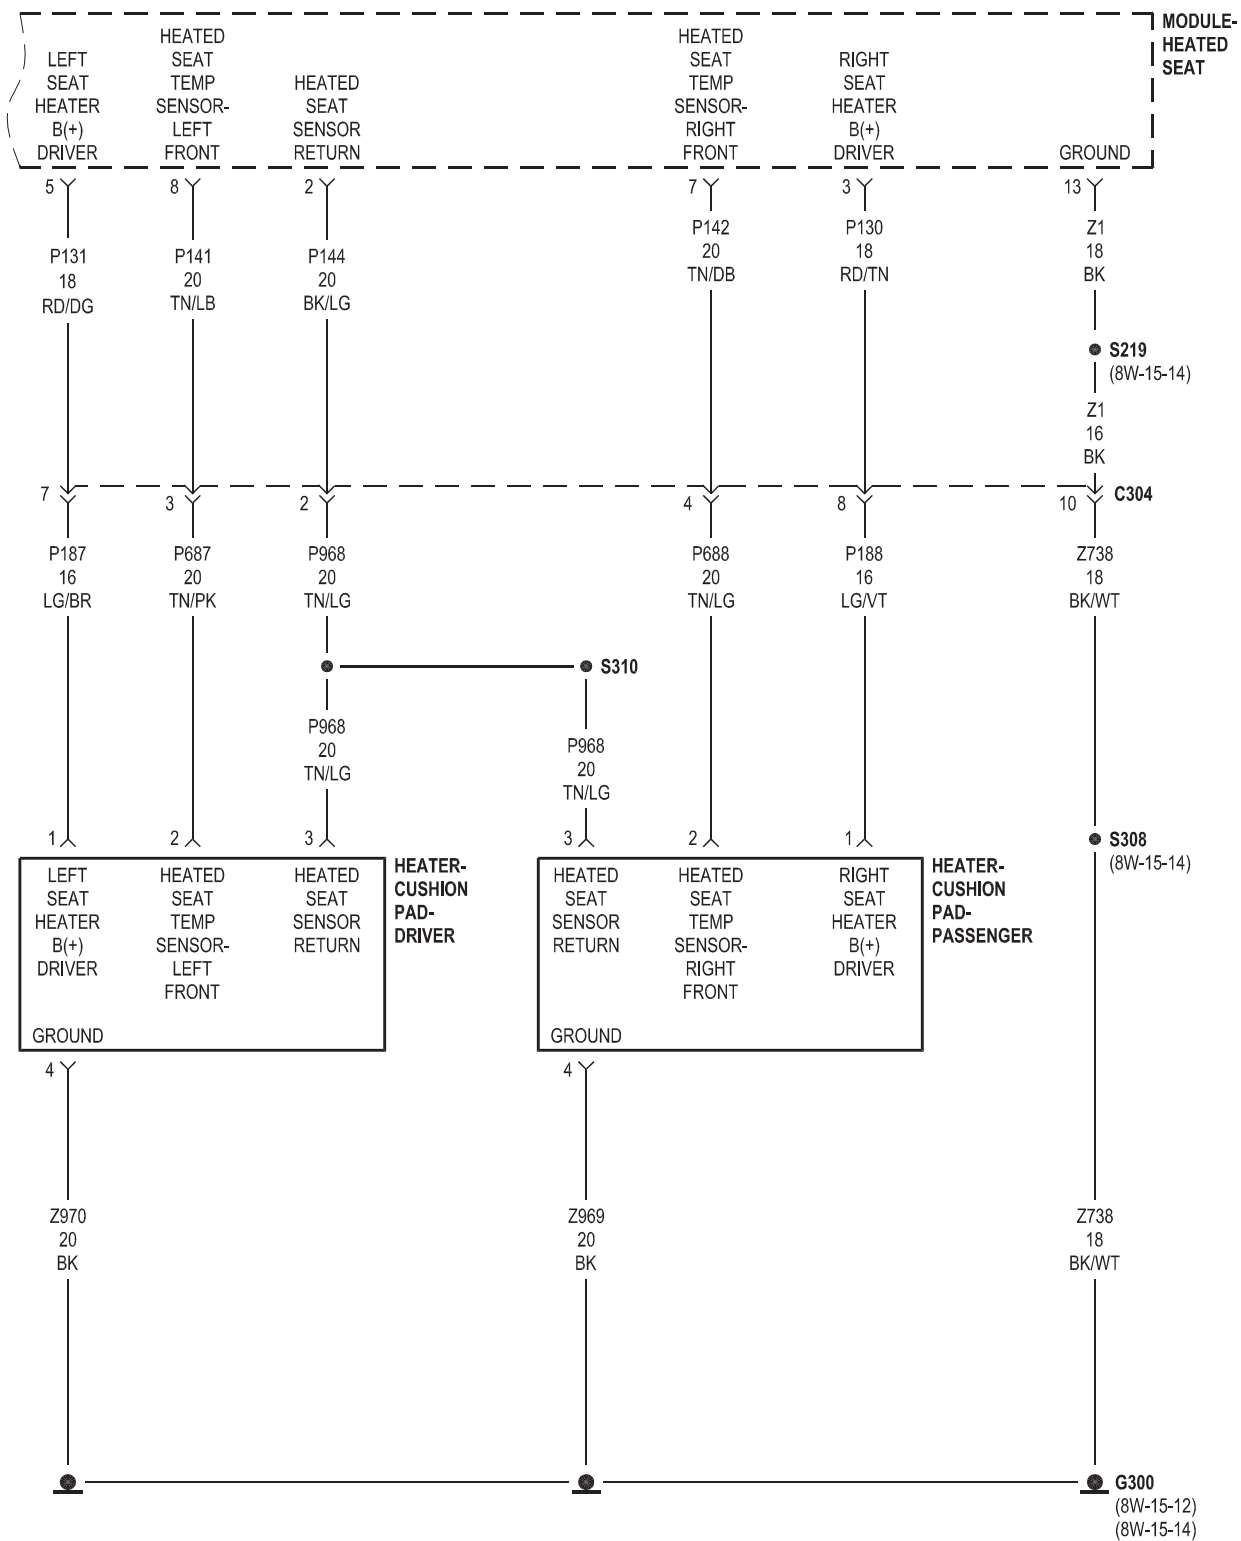 MODULE-
HEATED
SEAT
LEFT
SEAT
HEATER
B(+)
DRIVER
HEATED
SEAT
TEMP
SENSOR-
LEFT
FRONT
HEATED
SEAT
SENSOR
RETURN
HEATED
SEAT
TEMP
SENSOR-
RIGHT
FRONT
RIGHT
SEAT
HEATER
B(+)
DRIVER
GROUND
5
8
2
7
3
13
P131
18
RD/DG
P141
20
TN/LB
P144
20
BK/LG
P142
20
TN/DB
P130
18
RD/TN
Z1
18
BK
S219
(8W-15-14)
Z1
16
BK
7
3
2
4
8
10
C304
P187
16
LG/BR
P687
20
TN/PK
P968
20
TN/LG
P688
20
TN/LG
P188
16
LG/VT
Z738
18
BK/WT
S310
P968
20
TN/LG
P968
20
TN/LG
1
2
3
3
2
1
S308
(8W-15-14)
LEFT
SEAT
HEATER
B(+)
DRIVER
HEATED
SEAT
TEMP
SENSOR-
LEFT
FRONT
HEATED
SEAT
SENSOR
RETURN
GROUND
HEATER-
CUSHION
PAD-
DRIVER
HEATED
SEAT
SENSOR
RETURN
HEATED
SEAT
TEMP
SENSOR-
RIGHT
FRONT
RIGHT
SEAT
HEATER
B(+)
DRIVER
GROUND
HEATER-
CUSHION
PAD-
PASSENGER
4
4
Z970
20
BK
Z969
20
BK
Z738
18
BK/WT
G300
(8W-15-12)
(8W-15-14)